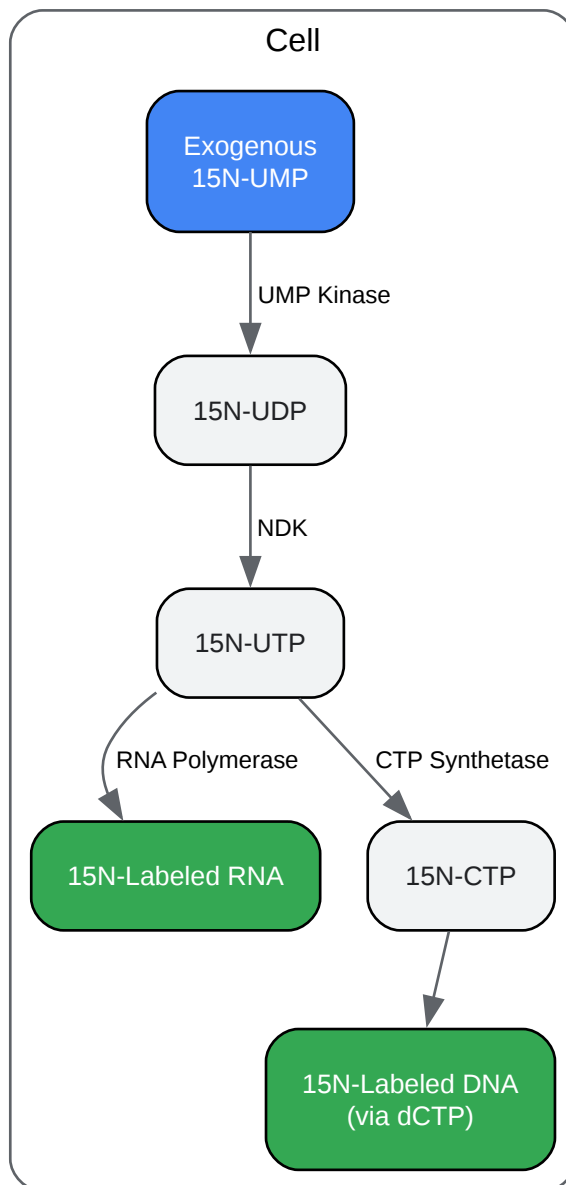 Cell
Exogenous
15N-UMP
UMP Kinase
15N-UDP
NDK
15N-UTP
RNA Polymerase
CTP Synthetase
15N-Labeled RNA
15N-CTP
15N-Labeled DNA
(via dCTP)